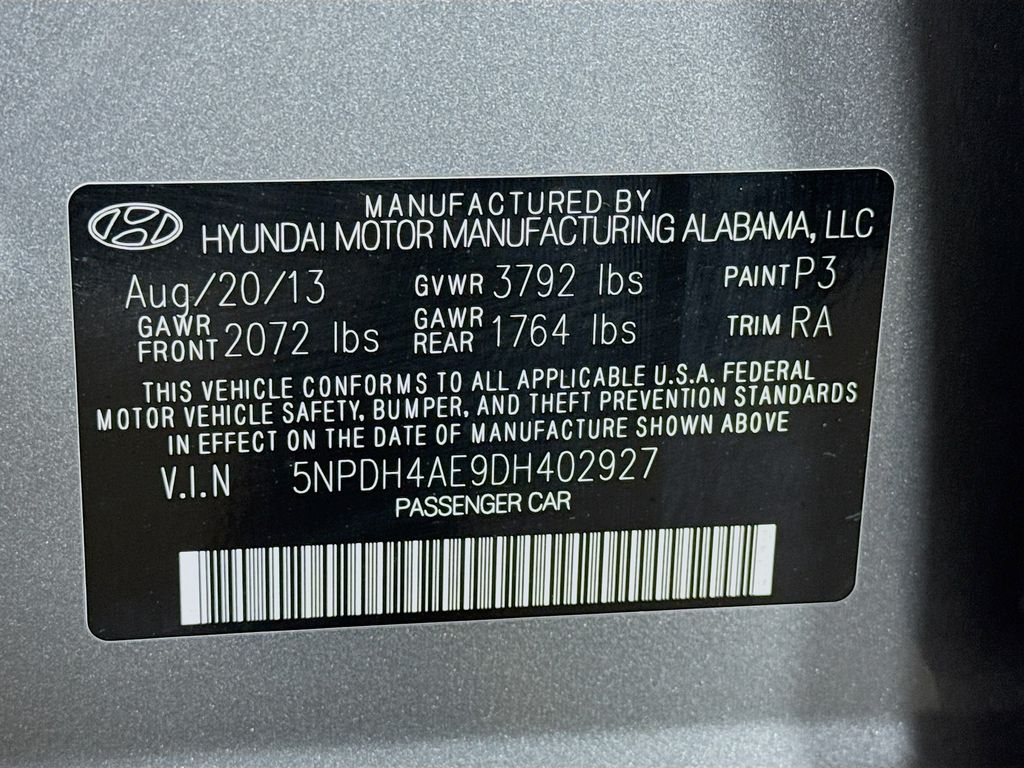 MANUFACTURED BY
HYUNDAI MOTOR MANUFACTURING ALABAMA, LLC
Aug/20/13 GVWR 3792 lbs PAINT P3
GAWR FRONT 2072 lbs GAWR REAR 1764 lbs TRIM RA
THIS VEHICLE CONFORMS TO ALL APPLICABLE U.S.A. FEDERAL
MOTOR VEHICLE SAFETY, BUMPER, AND THEFT PREVENTION STANDARDS
IN EFFECT ON THE DATE OF MANUFACTURE SHOWN ABOVE
V.I.N 5NPDH4AE9DH402927
PASSENGER CAR